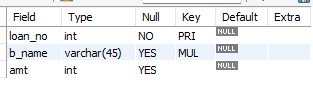 Field Type Null Key Default Extra
loan_no int NO PRI NULL
b_name varchar(45) YES MUL NULL
amt int YES NULL